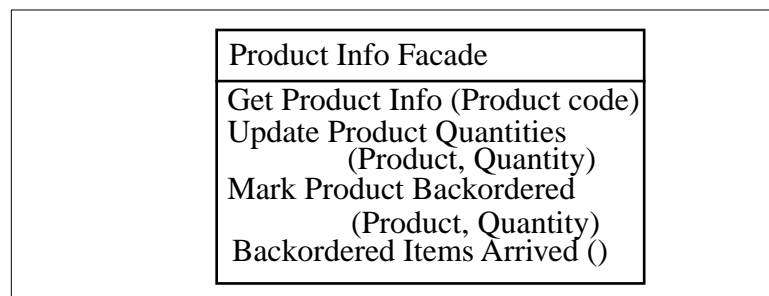 Product Info Facade
Get Product Info (Product code)
Update Product Quantities
(Product, Quantity)
Mark Product Backordered
(Product, Quantity)
Backordered Items Arrived ()